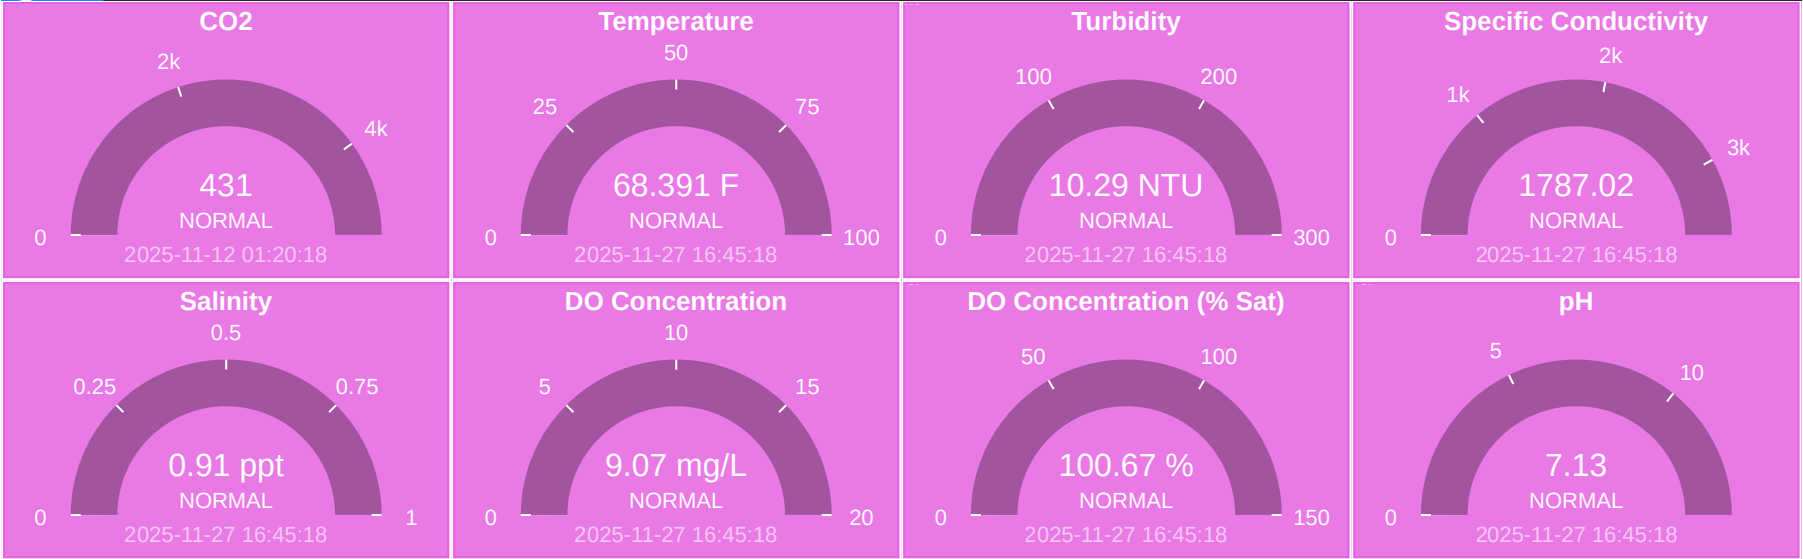 CO2
2k
4k
0
431
NORMAL
2025-11-12 01:20:18
Temperature
50
25
75
0
100
68.391 F
NORMAL
2025-11-27 16:45:18
Turbidity
100
200
0
300
10.29 NTU
NORMAL
2025-11-27 16:45:18
Specific Conductivity
2k
1k
3k
0
1787.02
NORMAL
2025-11-27 16:45:18
Salinity
0.5
0.25
0.75
0
1
0.91 ppt
NORMAL
2025-11-27 16:45:18
DO Concentration
10
5
15
0
20
9.07 mg/L
NORMAL
2025-11-27 16:45:18
DO Concentration (% Sat)
50
100
0
150
100.67 %
NORMAL
2025-11-27 16:45:18
pH
5
10
0
7.13
NORMAL
2025-11-27 16:45:18